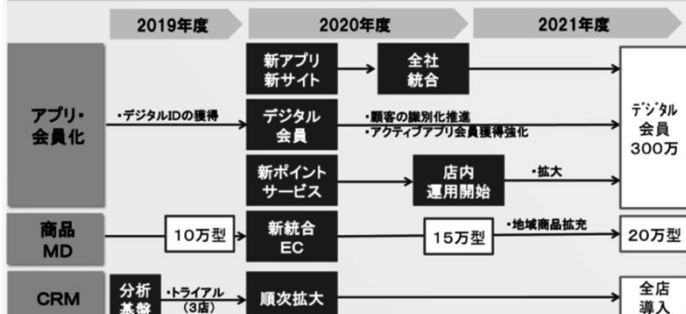 2019年度
2020年度
2021年度
アプリ・
会員化
・デジタルIDの獲得
新アプリ
新サイト
全社
統合
デジタル
会員
・顧客の識別化推進
・アクティブアプリ会員獲得強化
新ポイント
サービス
店内
運用開始
・拡大
デジタル
会員
300万
商品
MD
10万型
新統合
EC
15万型
・地域商品拡充
20万型
CRM
分析
基盤
・トライアル
(3店)
順次拡大
全店
導入